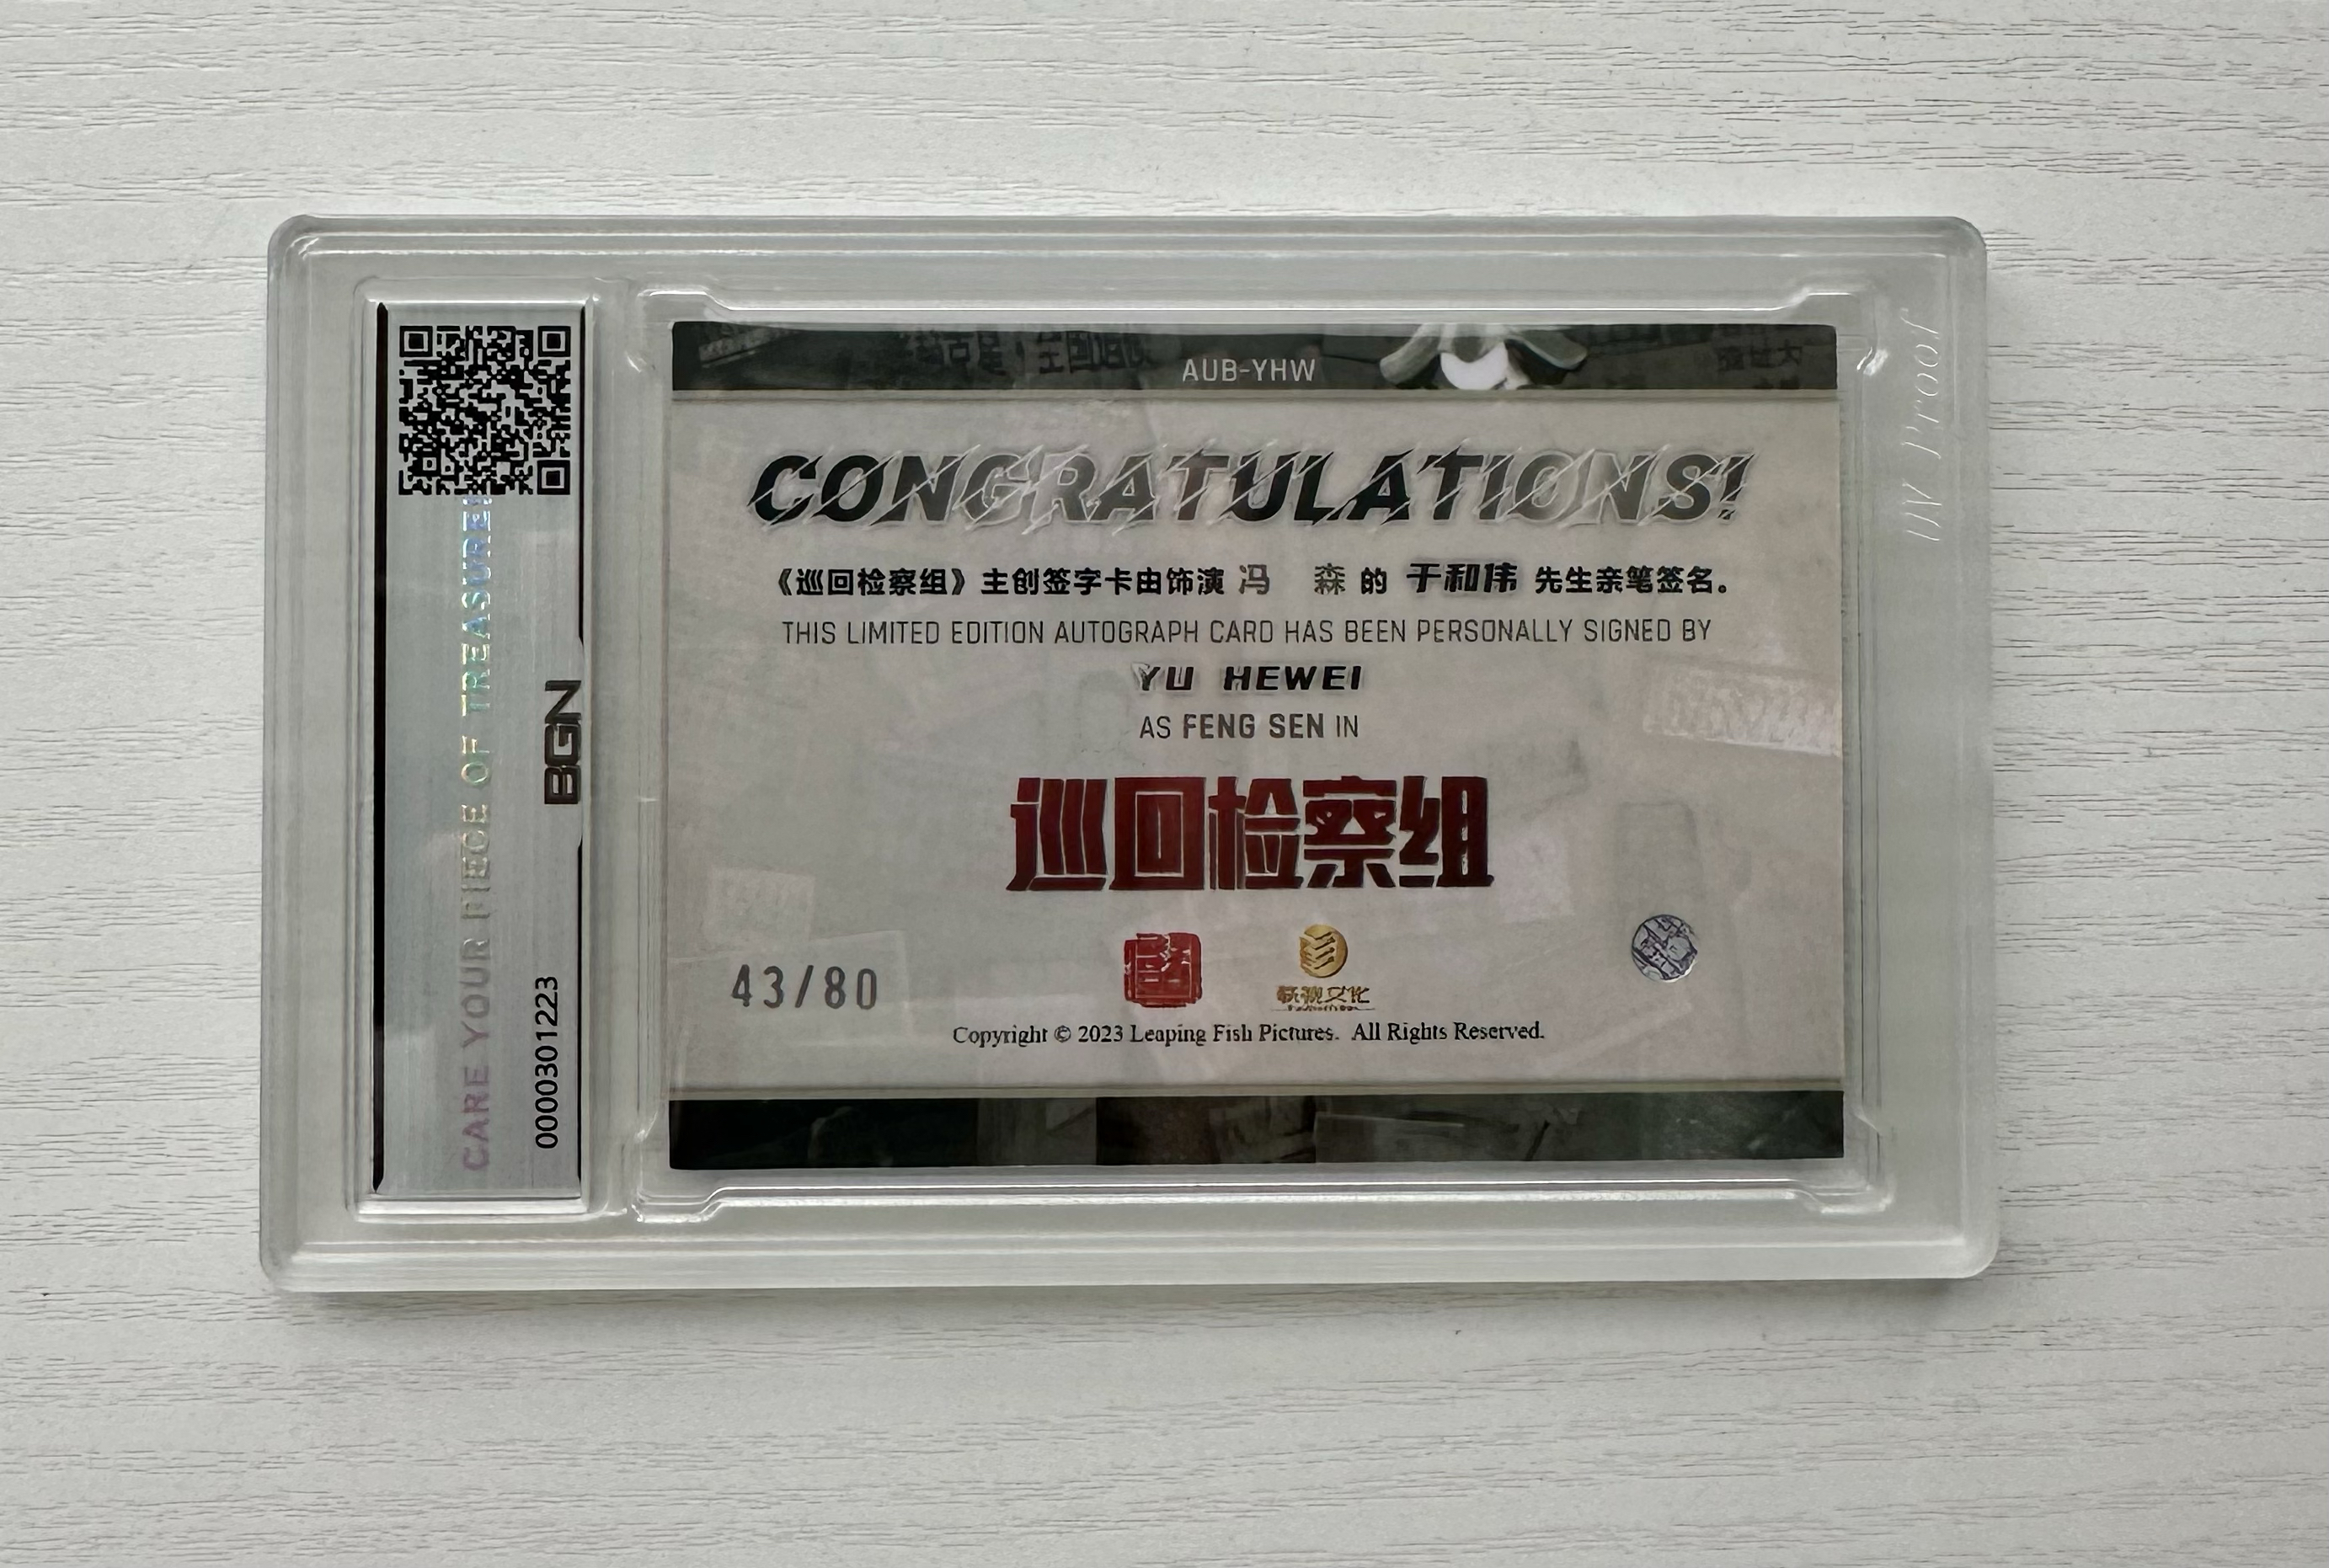 CARE YOUR PIECE OF TREASURE!
BGN
0000301223
AUB-YHW
CONGRATULATIONS!
《巡回检察组》主创签字卡由饰演 冯 森 的 于和伟 先生亲笔签名。
THIS LIMITED EDITION AUTOGRAPH CARD HAS BEEN PERSONALLY SIGNED BY
YU HEWEI
AS FENG SEN IN
巡回检察组
43/80
Copyright © 2023 Leaping Fish Pictures. All Rights Reserved.
UV Proof